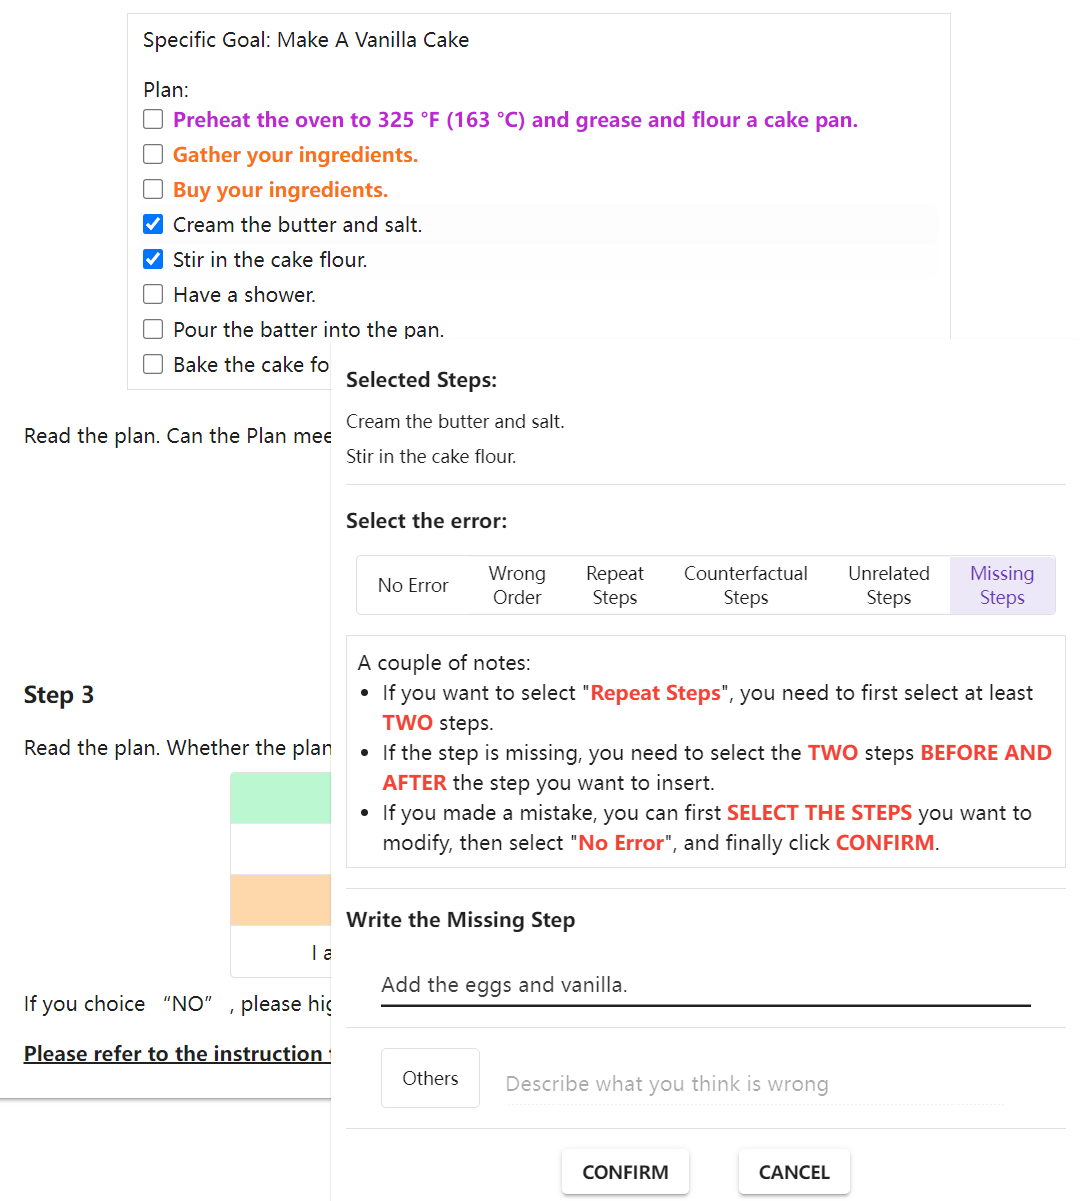 Specific Goal: Make A Vanilla Cake
Plan:
Preheat the oven to 325 °F (163 °C) and grease and flour a cake pan.
Gather your ingredients.
Buy your ingredients.
Cream the butter and salt.
Stir in the cake flour.
Have a shower.
Pour the batter into the pan.
Bake the cake fo
Read the plan. Can the Plan mee
Step 3
Read the plan. Whether the plan
I a
If you choice “NO” , please hig
Please refer to the instruction
Selected Steps:
Cream the butter and salt.
Stir in the cake flour.
Select the error:
No Error
Wrong
Order
Repeat
Steps
Counterfactual
Steps
Unrelated
Steps
Missing
Steps
A couple of notes:
• If you want to select "Repeat Steps", you need to first select at least
TWO steps.
• If the step is missing, you need to select the TWO steps BEFORE AND
AFTER the step you want to insert.
• If you made a mistake, you can first SELECT THE STEPS you want to
modify, then select "No Error", and finally click CONFIRM.
Write the Missing Step
Add the eggs and vanilla.
Others
Describe what you think is wrong
CONFIRM
CANCEL